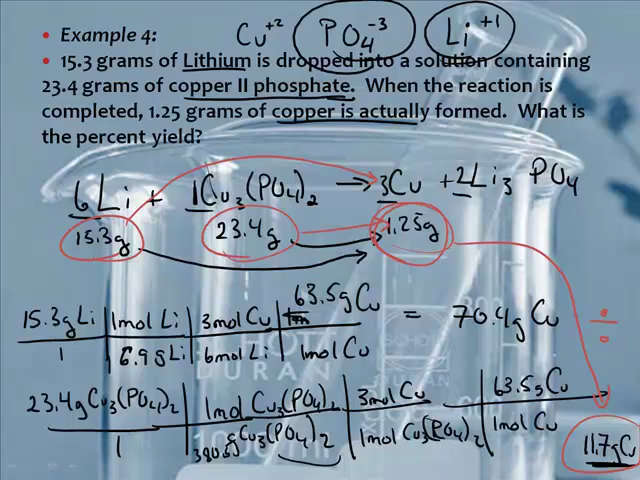 Cu+2 PO4-3 Li+1
• Example 4:
• 15.3 grams of Lithium is dropped into a solution containing
23.4 grams of copper II phosphate. When the reaction is
completed, 1.25 grams of copper is actually formed. What is
the percent yield?
6Li + 1Cu3(PO4)2 → 3Cu + 2Li3 PO4
15.3g 23.4g 1.25g
15.3g Li 1mol Li 3mol Cu 63.5g Cu = 70.4g Cu ÷
1 6.9g Li 6mol Li 1mol Cu
23.4g Cu3(PO4)2 1mol Cu3(PO4)2 3mol Cu 63.5g Cu
1 380.5g Cu3(PO4)2 1mol Cu3(PO4)2 1mol Cu 11.7g Cu
DURAN